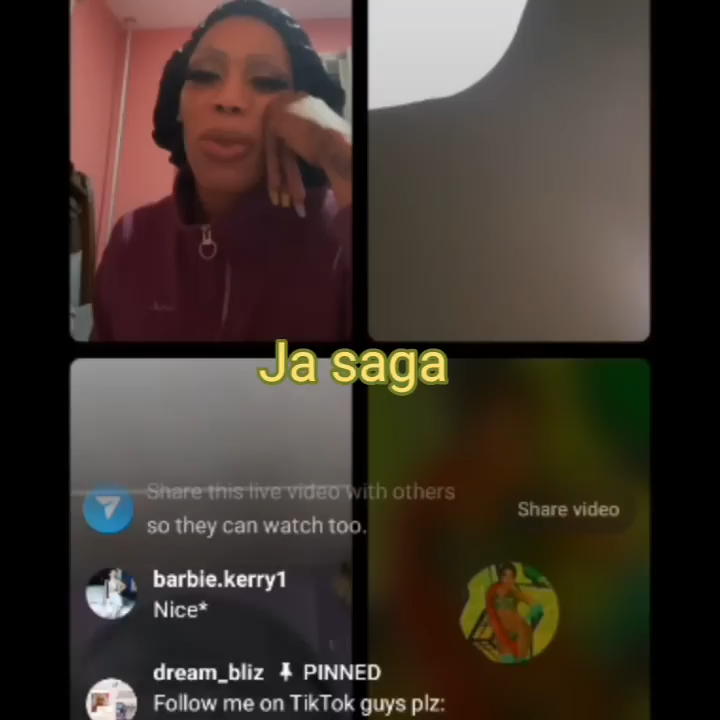 Ja saga
Share this live video with others
so they can watch too.
Share video
barbie.kerry1
Nice*
dream_bliz PINNED
Follow me on TikTok guys plz: